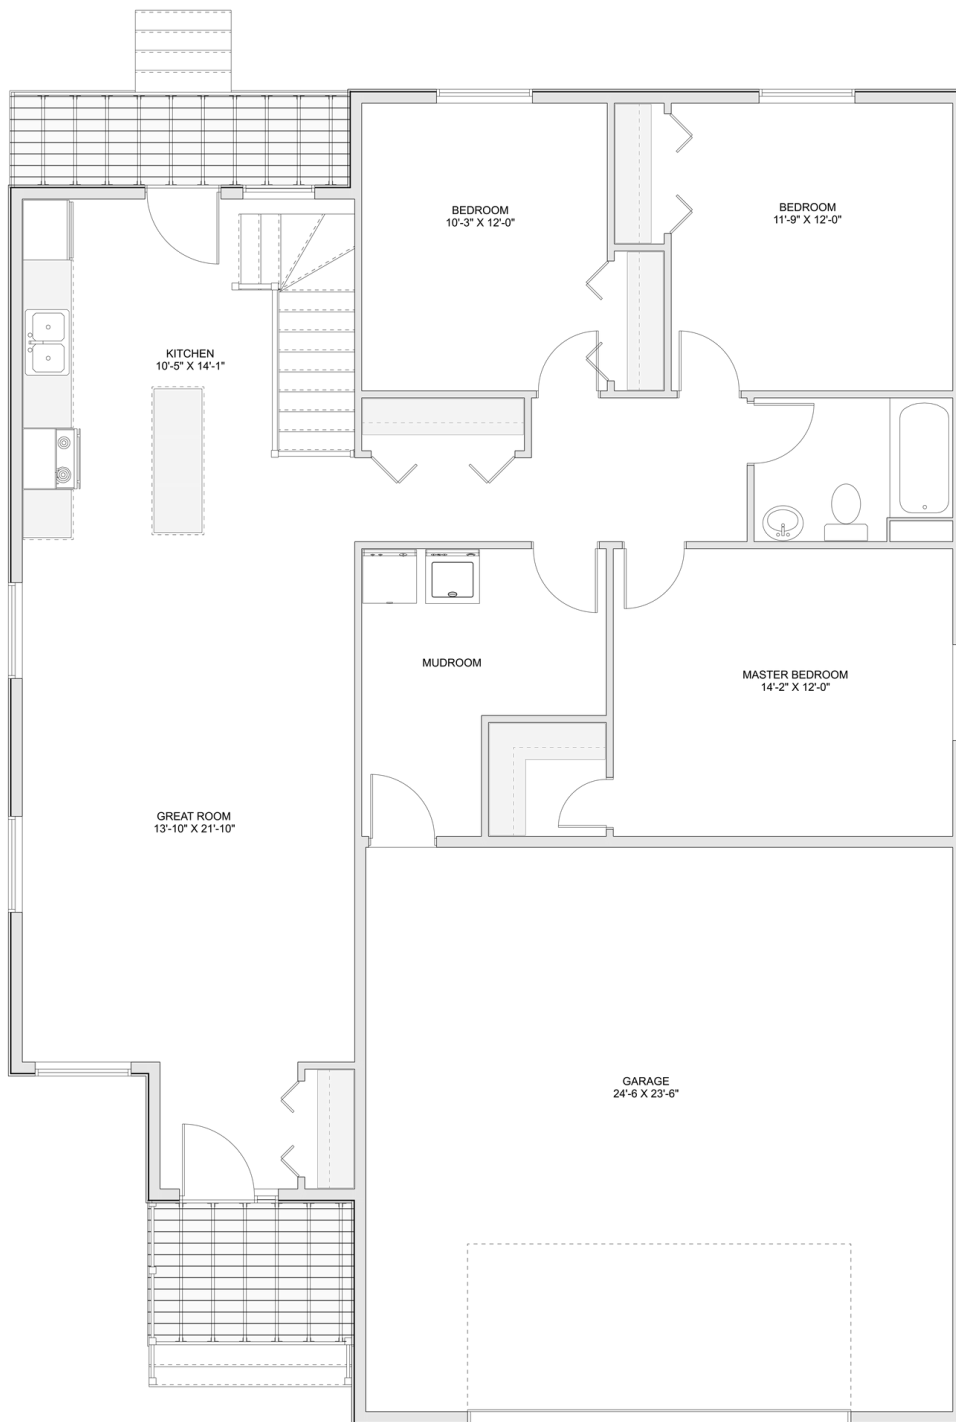 BEDROOM
10'-3" X 12'-0"
BEDROOM
11'-9" X 12'-0"
KITCHEN
10'-5" X 14'-1"
MUDROOM
MASTER BEDROOM
14'-2" X 12'-0"
GREAT ROOM
13'-10" X 21'-10"
GARAGE
24'-6 X 23'-6"